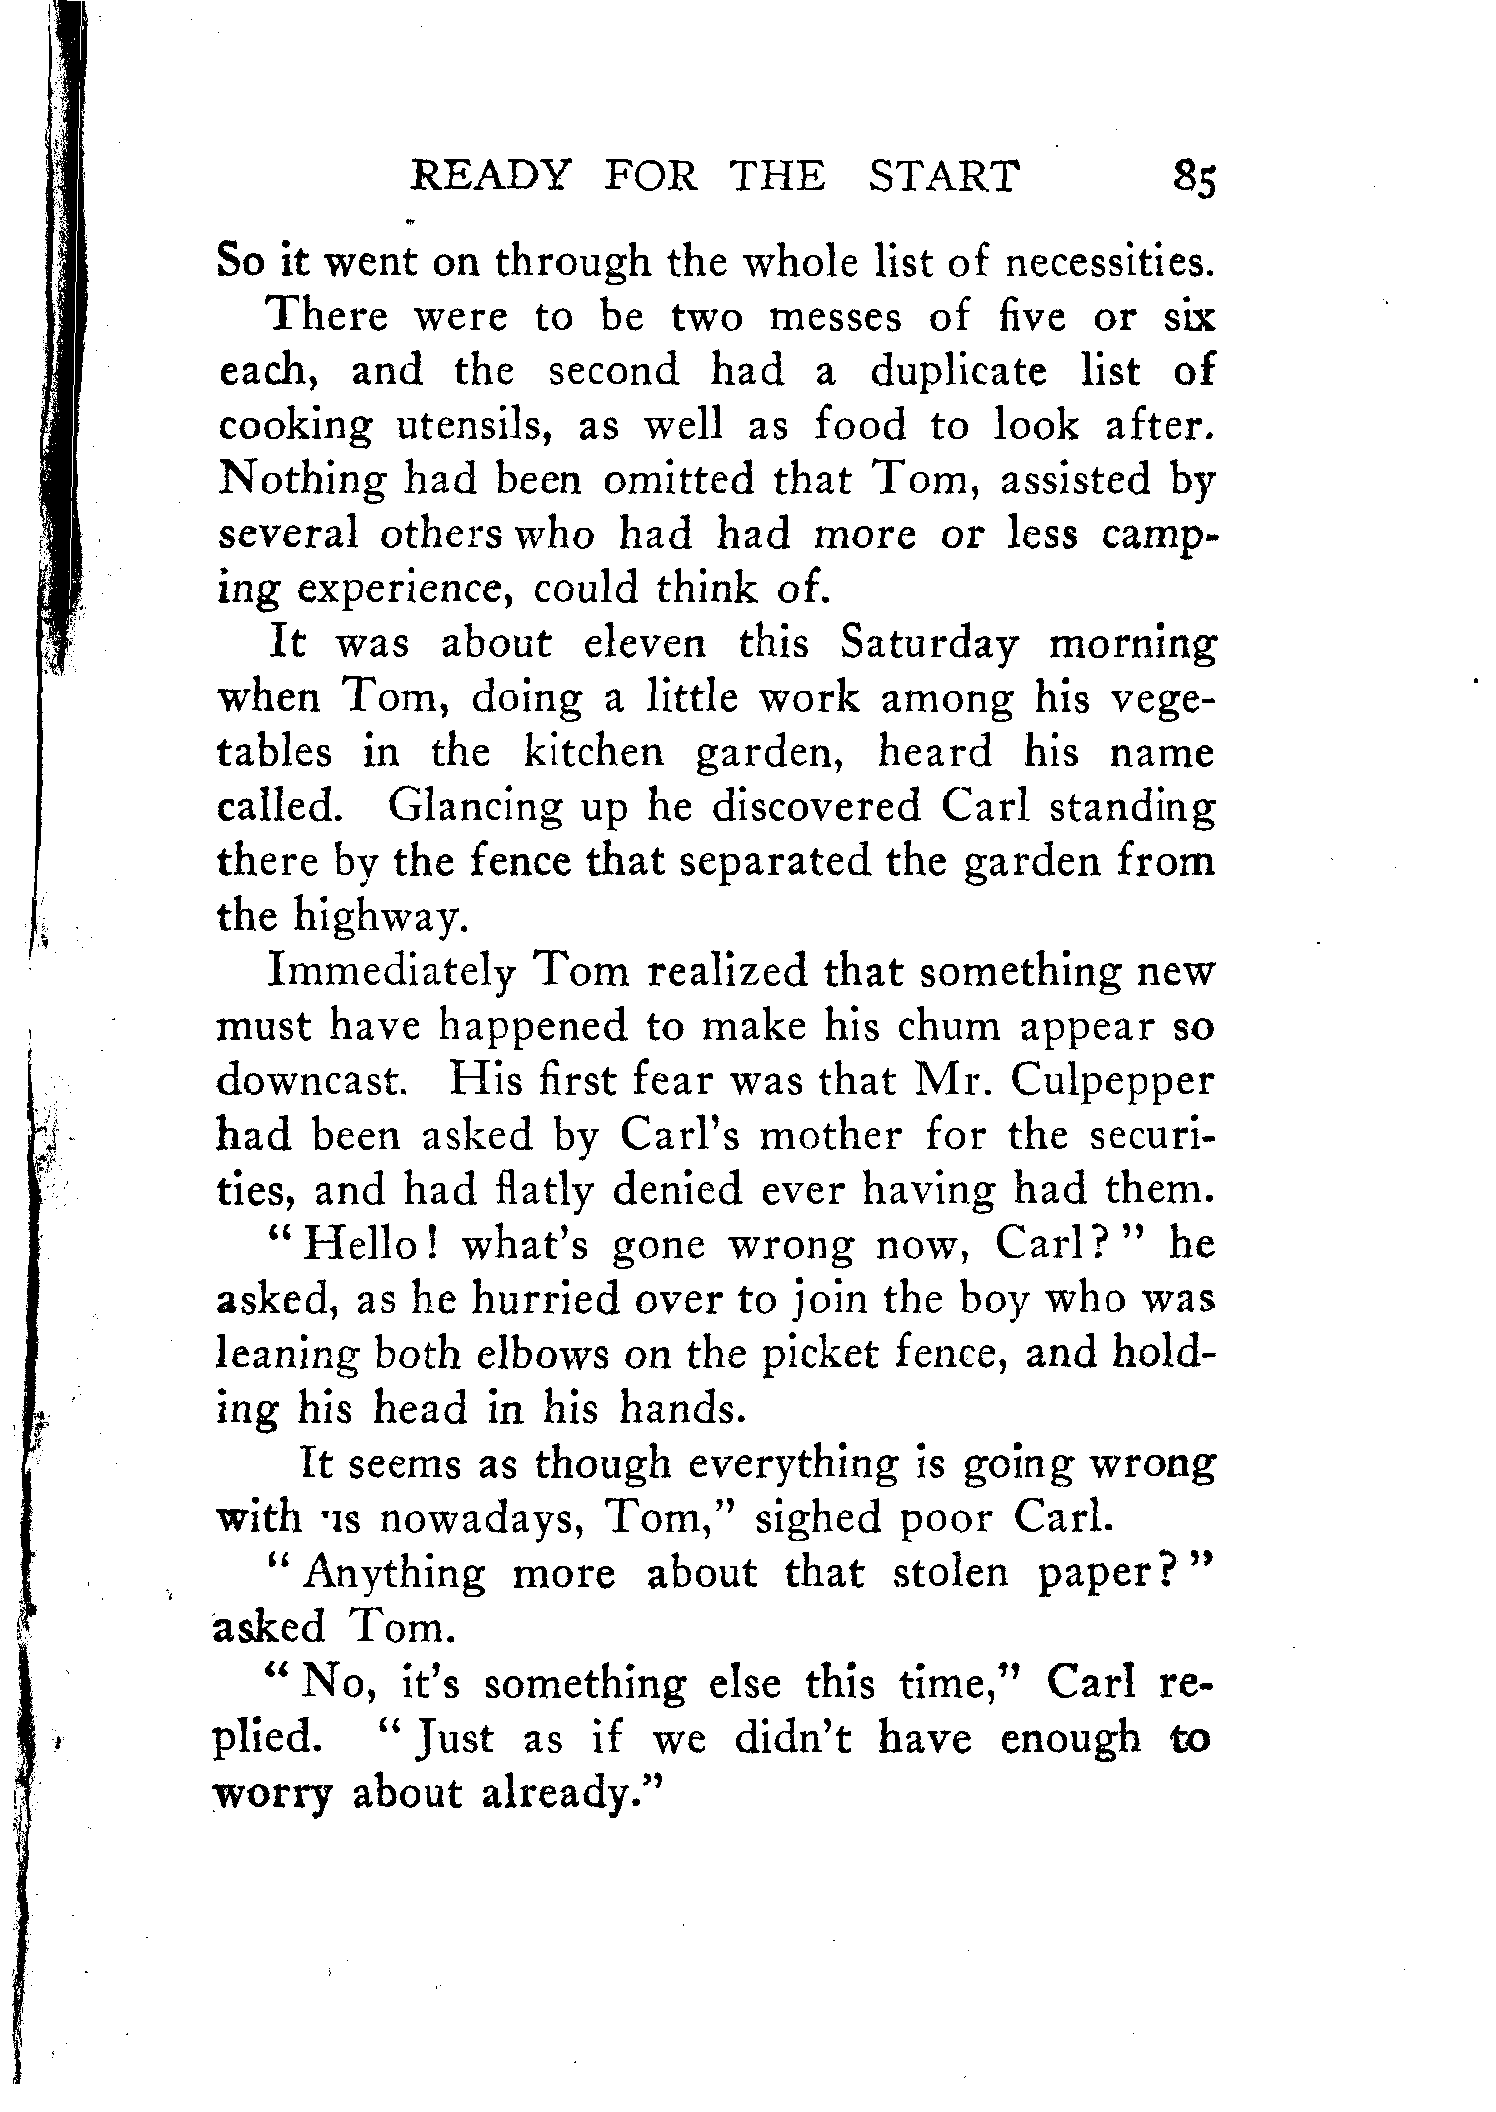 READY FOR THE START 85
So it went on through the whole list of necessities.
There were to be two messes of five or six
each, and the second had a duplicate list of
cooking utensils, as well as food to look after.
Nothing had been omitted that Tom, assisted by
several others who had had more or less camp-
ing experience, could think of.
It was about eleven this Saturday morning
when Tom, doing a little work among his vege-
tables in the kitchen garden, heard his name
called. Glancing up he discovered Carl standing
there by the fence that separated the garden from
the highway.
Immediately Tom realized that something new
must have happened to make his chum appear so
downcast. His first fear was that Mr. Culpepper
had been asked by Carl's mother for the securi-
ties, and had flatly denied ever having had them.
"Hello! what's gone wrong now, Carl?" he
asked, as he hurried over to join the boy who was
leaning both elbows on the picket fence, and hold-
ing his head in his hands.
It seems as though everything is going wrong
with us nowadays, Tom," sighed poor Carl.
"Anything more about that stolen paper?"
asked Tom.
"No, it's something else this time," Carl re-
plied. "Just as if we didn't have enough to
worry about already."